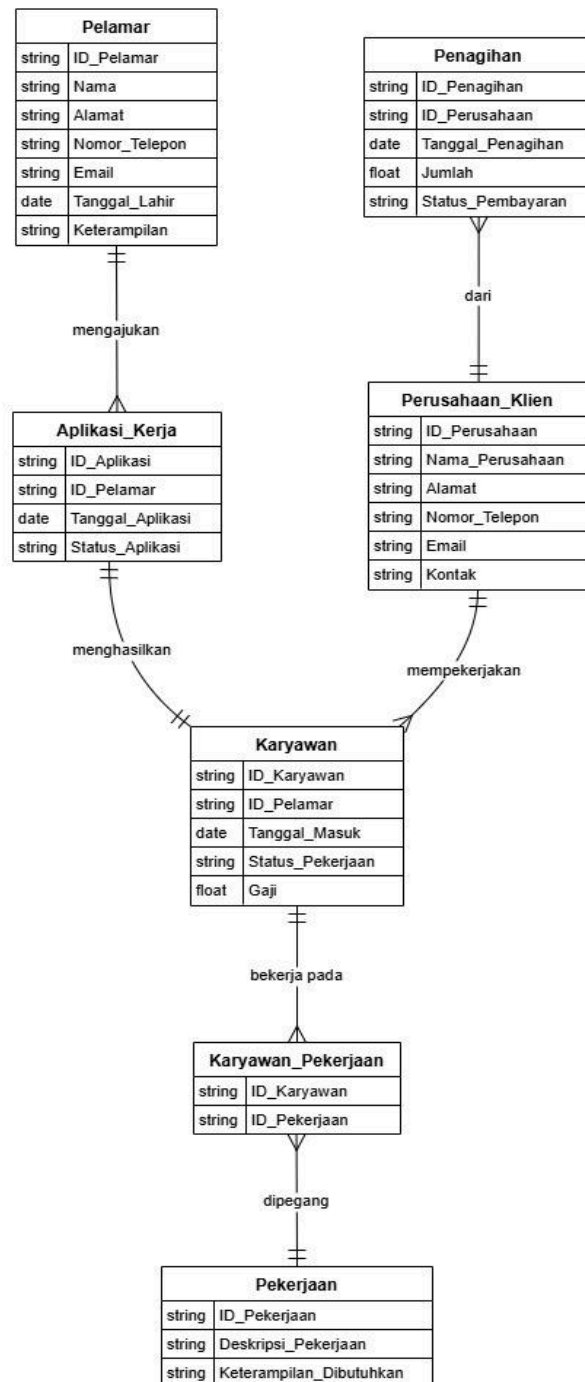 Pelamar
string ID_Pelamar
string Nama
string Alamat
string Nomor_Telepon
string Email
date Tanggal_Lahir
string Keterampilan
Penagihan
string ID_Penagihan
string ID_Perusahaan
date Tanggal_Penagihan
float Jumlah
string Status_Pembayaran
mengajukan
dari
Aplikasi_Kerja
string ID_Aplikasi
string ID_Pelamar
date Tanggal_Aplikasi
string Status_Aplikasi
Perusahaan_Klien
string ID_Perusahaan
string Nama_Perusahaan
string Alamat
string Nomor_Telepon
string Email
string Kontak
menghasilkan
mempekerjakan
Karyawan
string ID_Karyawan
string ID_Pelamar
date Tanggal_Masuk
string Status_Pekerjaan
float Gaji
bekerja pada
Karyawan_Pekerjaan
string ID_Karyawan
string ID_Pekerjaan
dipegang
Pekerjaan
string ID_Pekerjaan
string Deskripsi_Pekerjaan
string Keterampilan_Dibutuhkan